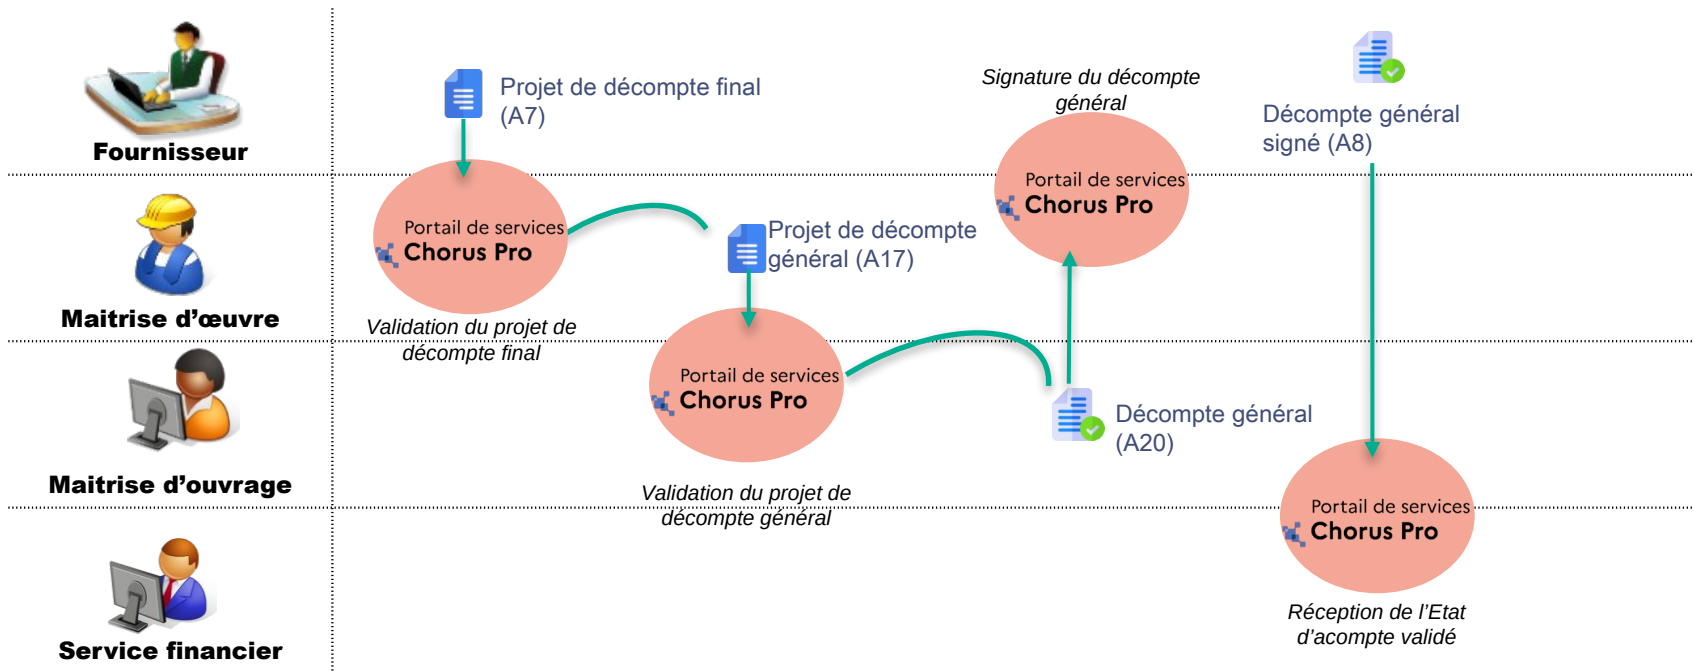 Fournisseur
Projet de décompte final
(A7)
Signature du décompte
général
Décompte général
signé (A8)
Portail de services
Chorus Pro
Portail de services
Chorus Pro
Maitrise d'œuvre
Projet de décompte
général (A17)
Validation du projet de
décompte final
Portail de services
Chorus Pro
Décompte général
(A20)
Maitrise d'ouvrage
Validation du projet de
décompte général
Portail de services
Chorus Pro
Service financier
Réception de l'Etat
d'acompte validé